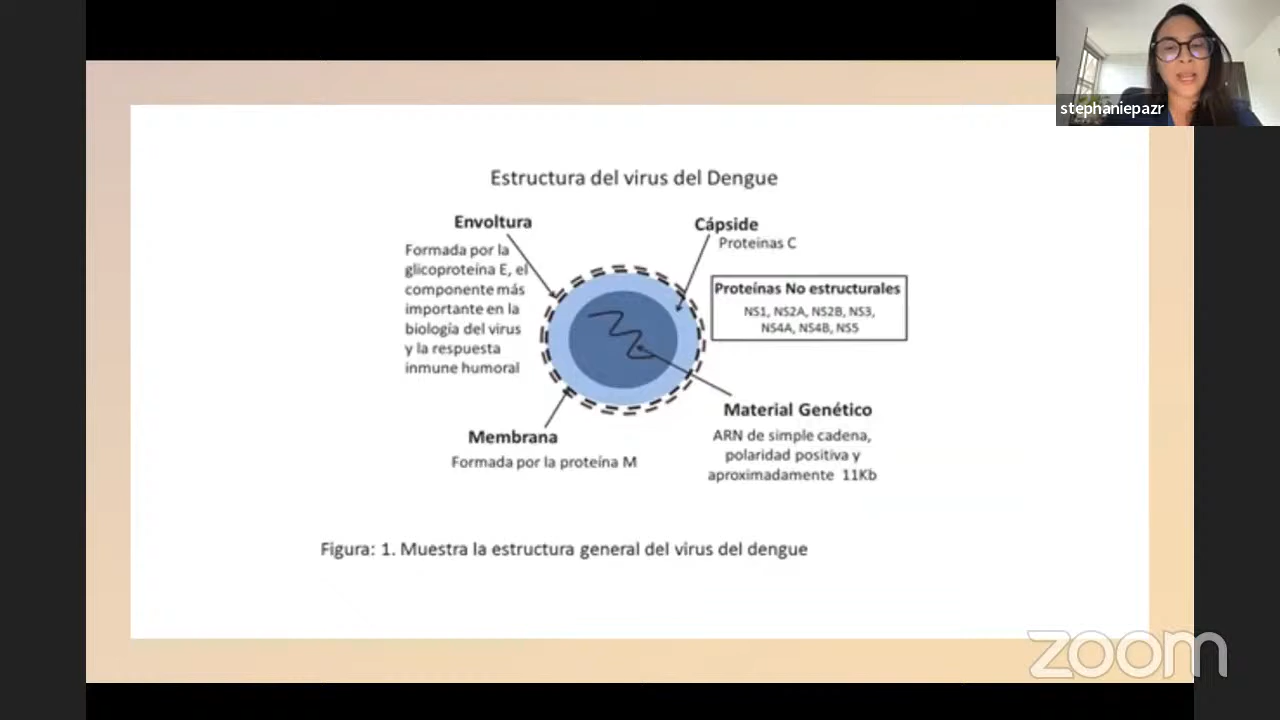 stephaniepazr
Estructura del virus del Dengue
Envoltura
Formada por la
glicoproteína E, el
componente más
importante en la
biología del virus
y la respuesta
inmune humoral
Cápside
Proteinas C
Proteínas No estructurales
NS1, NS2A, NS2B, NS3,
NS4A, NS4B, NS5
Membrana
Formada por la proteína M
Material Genético
ARN de simple cadena,
polaridad positiva y
aproximadamente 11Kb
Figura: 1. Muestra la estructura general del virus del dengue
zoom